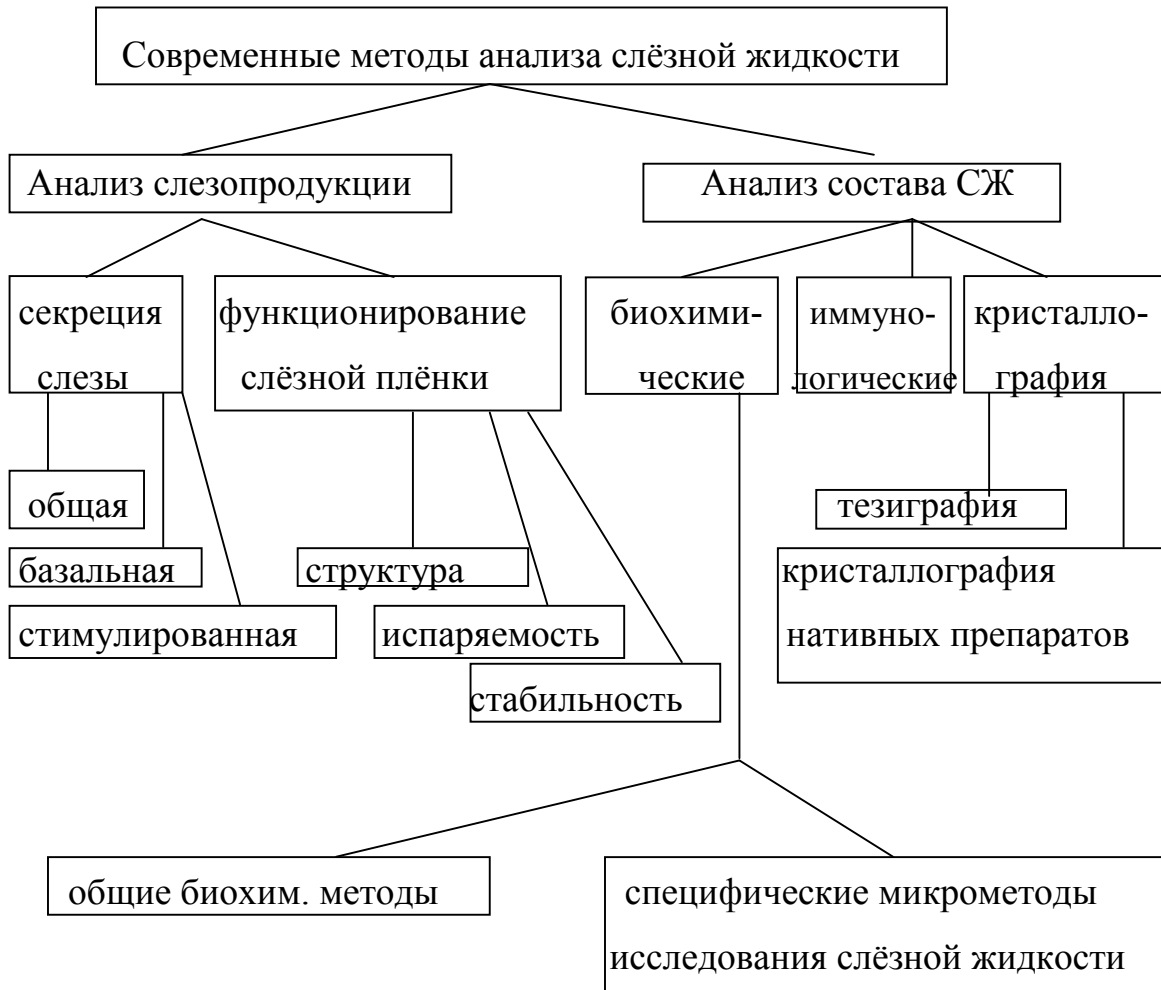 Современные методы анализа слёзной жидкости
Анализ слезопродукции
Анализ состава СЖ
секреция
слезы
функционирование
слёзной плёнки
биохими-
ческие
иммуно-
логические
кристалло-
графия
общая
базальная
стимулированная
структура
испаряемость
стабильность
тезиграфия
кристаллография
нативных препаратов
общие биохим. методы
специфические микрометоды
исследования слёзной жидкости